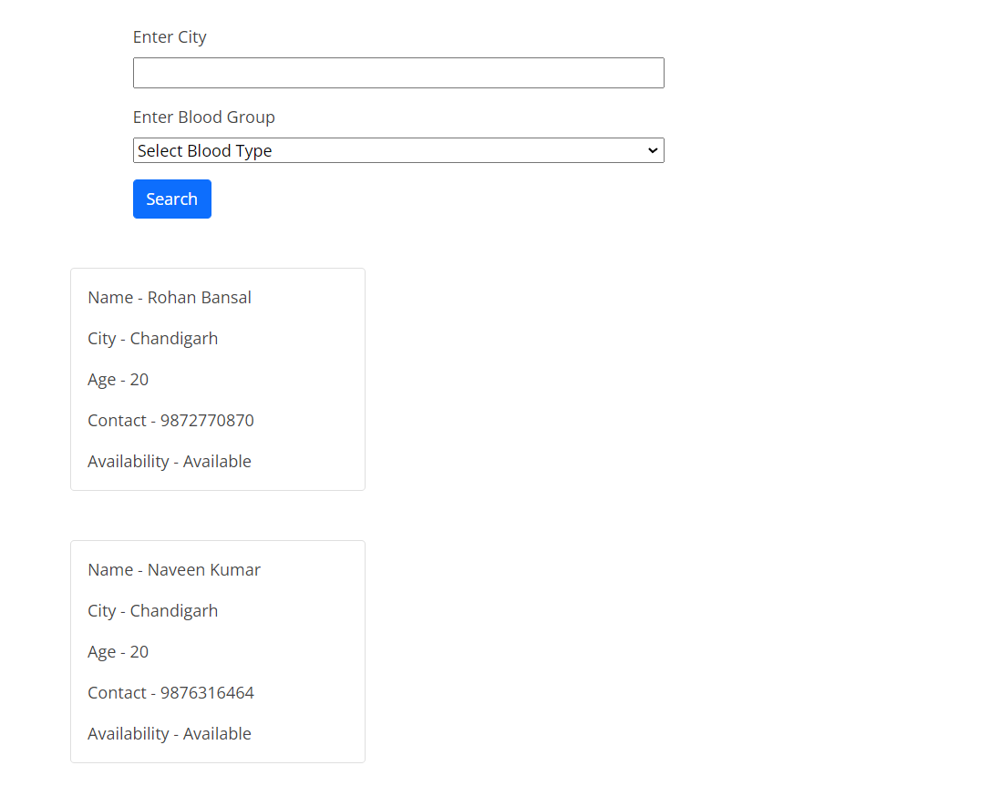 Enter City
Enter Blood Group
Select Blood Type
Search
Name - Rohan Bansal
City - Chandigarh
Age - 20
Contact - 9872770870
Availability - Available
Name - Naveen Kumar
City - Chandigarh
Age - 20
Contact - 9876316464
Availability - Available